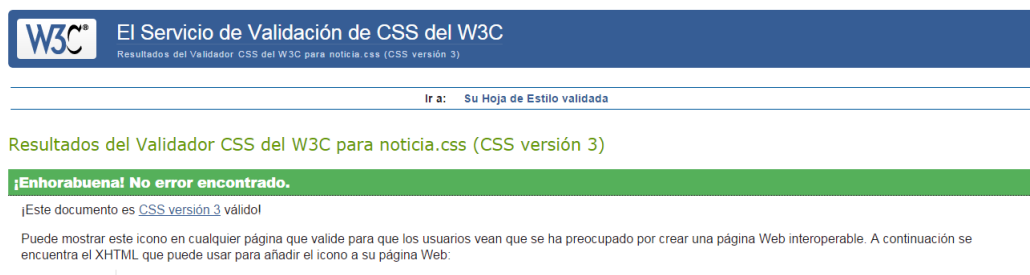 W3C®
El Servicio de Validación de CSS del W3C
Resultados del Validador CSS del W3C para noticia.css (CSS versión 3)
Ir a: Su Hoja de Estilo validada
Resultados del Validador CSS del W3C para noticia.css (CSS versión 3)
¡Enhorabuena! No error encontrado.
¡Este documento es CSS versión 3 válido!
Puede mostrar este icono en cualquier página que valide para que los usuarios vean que se ha preocupado por crear una página Web interoperable. A continuación se
encuentra el XHTML que puede usar para añadir el icono a su página Web: